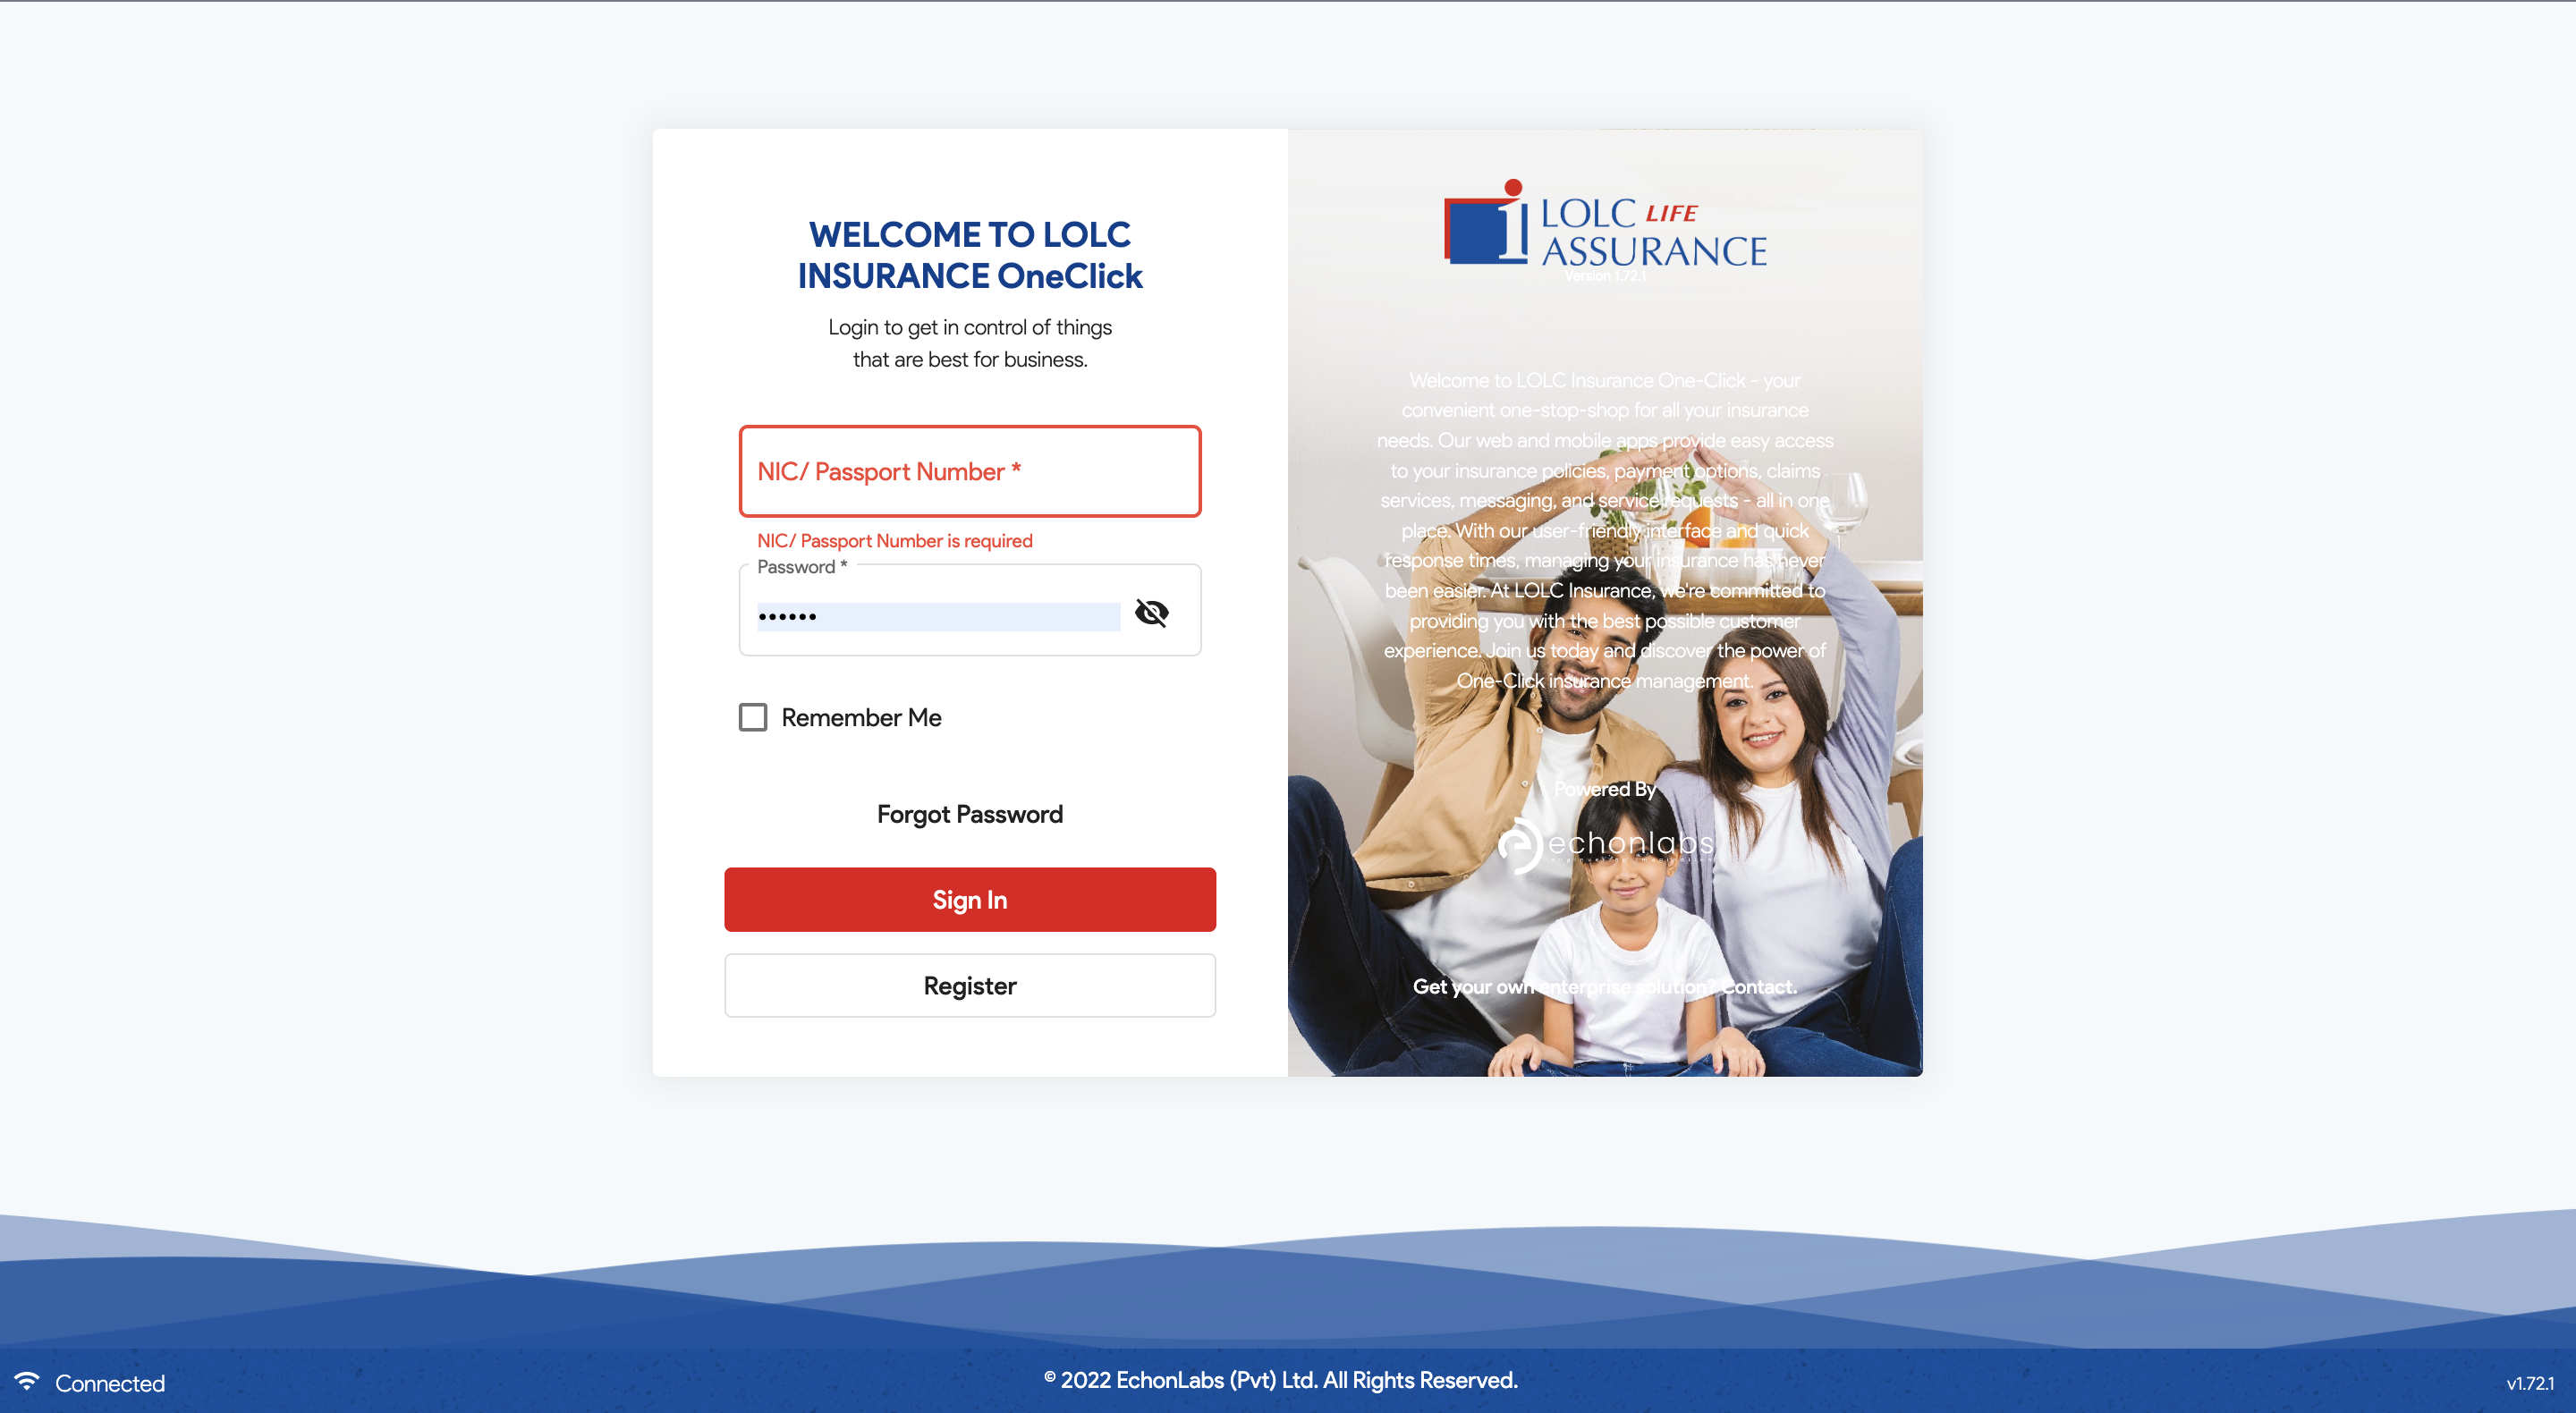 WELCOME TO LOLC
INSURANCE OneClick
Login to get in control of things
that are best for business.
NIC/ Passport Number *
NIC/ Passport Number is required
Password *
Remember Me
Forgot Password
Sign In
Register
LOLC LIFE
ASSURANCE
Version 1.72.1
Welcome to LOLC Insurance One-Click - your
convenient one-stop-shop for all your insurance
needs. Our web and mobile apps provide easy access
to your insurance policies, payment options, claims
services, messaging, and service requests - all in one
place. With our user-friendly interface and quick
response times, managing your insurance has never
been easier. At LOLC Insurance, we're committed to
providing you with the best possible customer
experience. Join us today and discover the power of
One-Click insurance management.
Powered By
echonlabs
Get your own enterprise solution? Contact.
Connected
© 2022 EchonLabs (Pvt) Ltd. All Rights Reserved.
v1.72.1